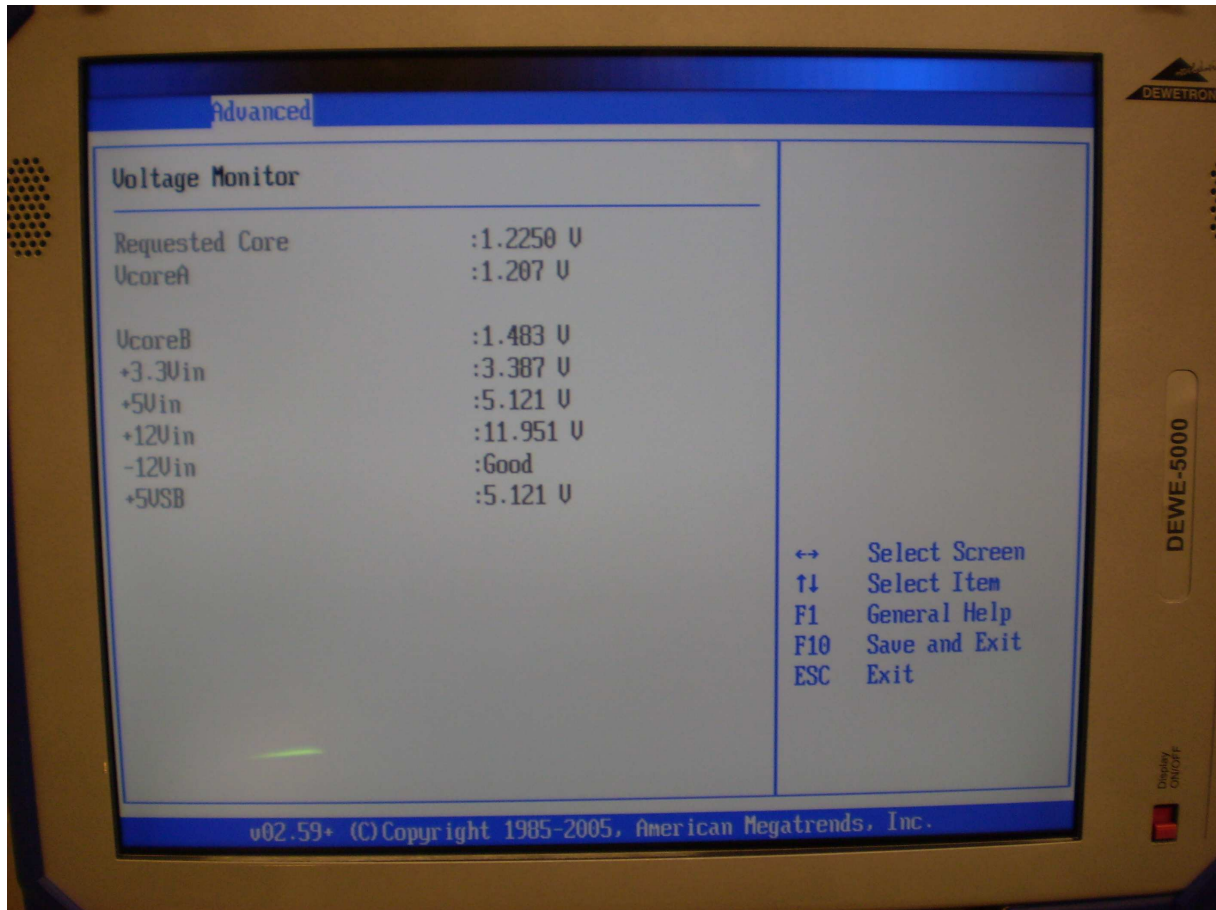 Advanced
Voltage Monitor
Requested Core :1.2250 V
VcoreA :1.207 V
VcoreB :1.483 V
+3.3Vin :3.387 V
+5Vin :5.121 V
+12Vin :11.951 V
-12Vin :Good
+5VSB :5.121 V
↔ Select Screen
↑↓ Select Item
F1 General Help
F10 Save and Exit
ESC Exit
v02.59+ (C)Copyright 1985-2005, American Megatrends, Inc.
DEWETRON
DEWE-5000
Display
ON/OFF